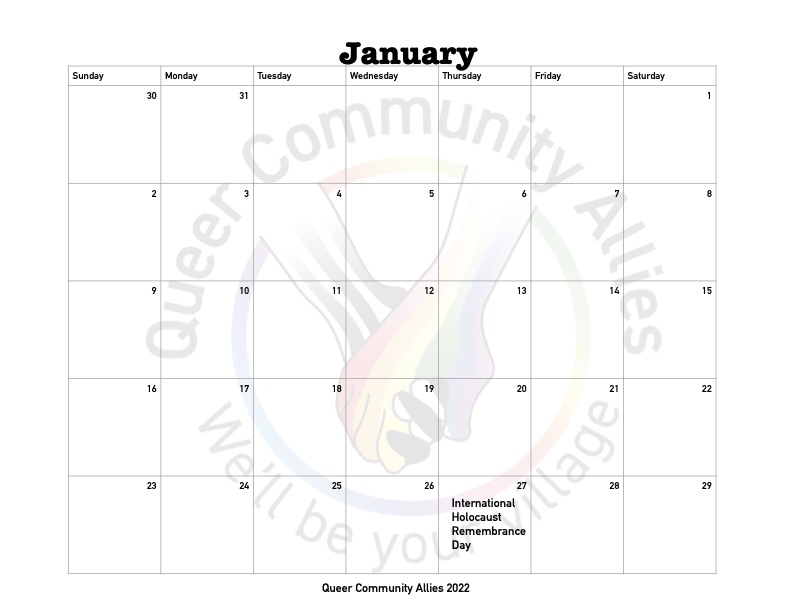 January
Sunday Monday Tuesday Wednesday Thursday Friday Saturday
30 31 1
2 3 4 5 6 7 8
9 10 11 12 13 14 15
16 17 18 19 20 21 22
23 24 25 26 27 28 29
International
Holocaust
Remembrance
Day
Queer Community Allies
We'll be your village
Queer Community Allies 2022